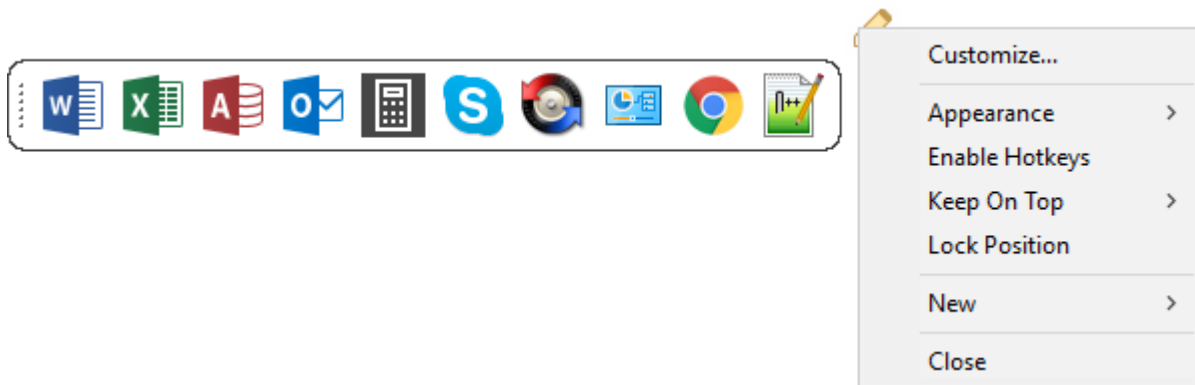 W X A O S n++
Customize...
Appearance
Enable Hotkeys
Keep On Top
Lock Position
New
Close